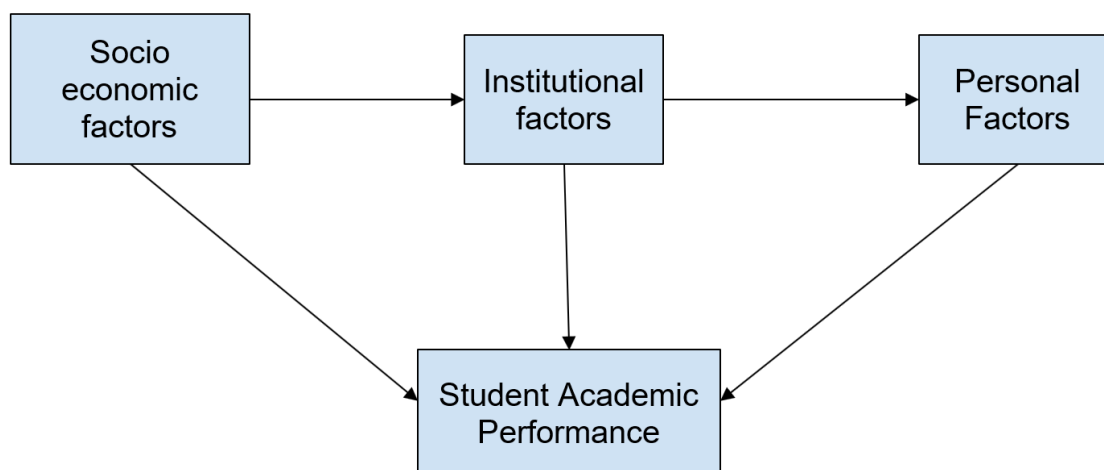 Socio
economic
factors
Institutional
factors
Personal
Factors
Student Academic
Performance